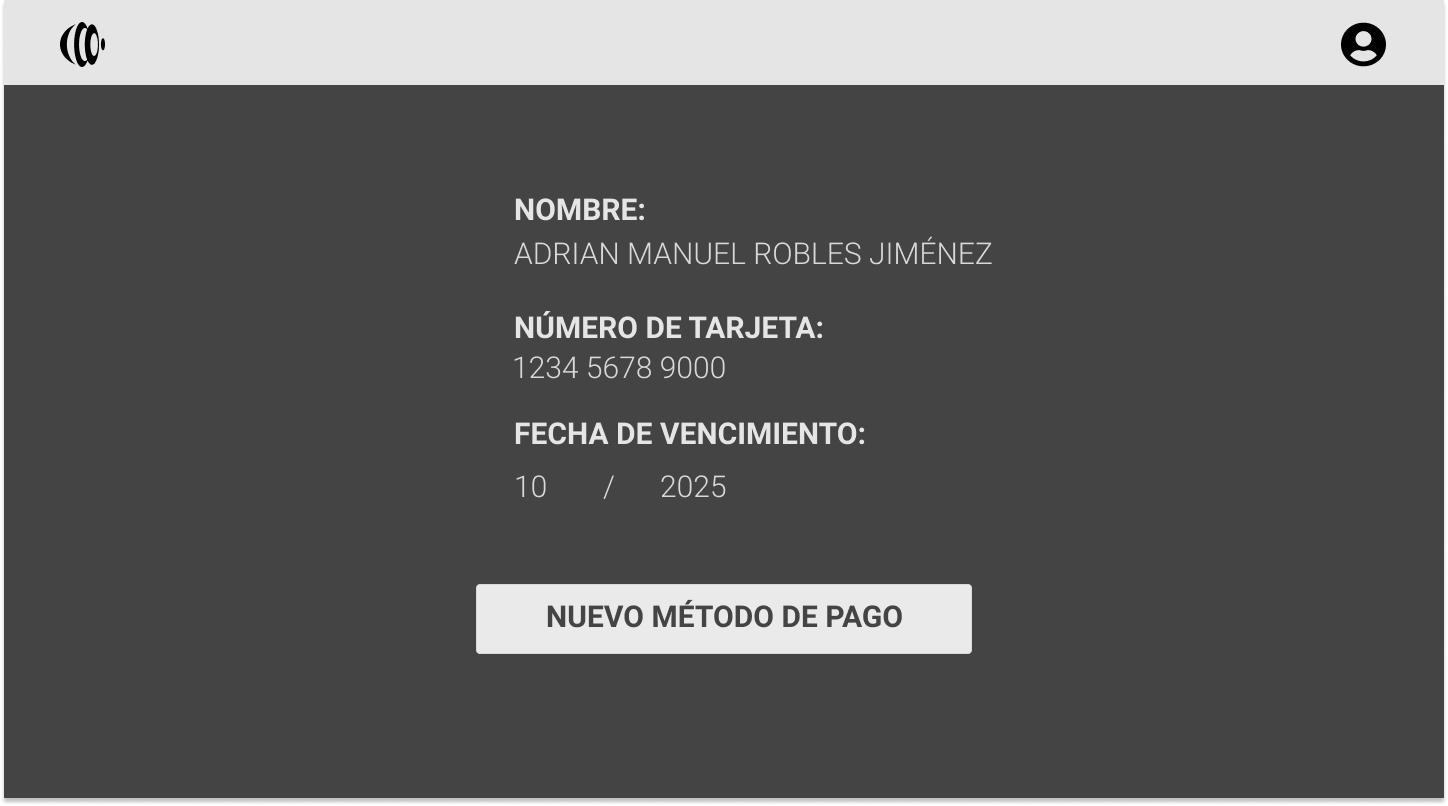 NOMBRE:
ADRIAN MANUEL ROBLES JIMÉNEZ
NÚMERO DE TARJETA:
1234 5678 9000
FECHA DE VENCIMIENTO:
10 / 2025
NUEVO MÉTODO DE PAGO